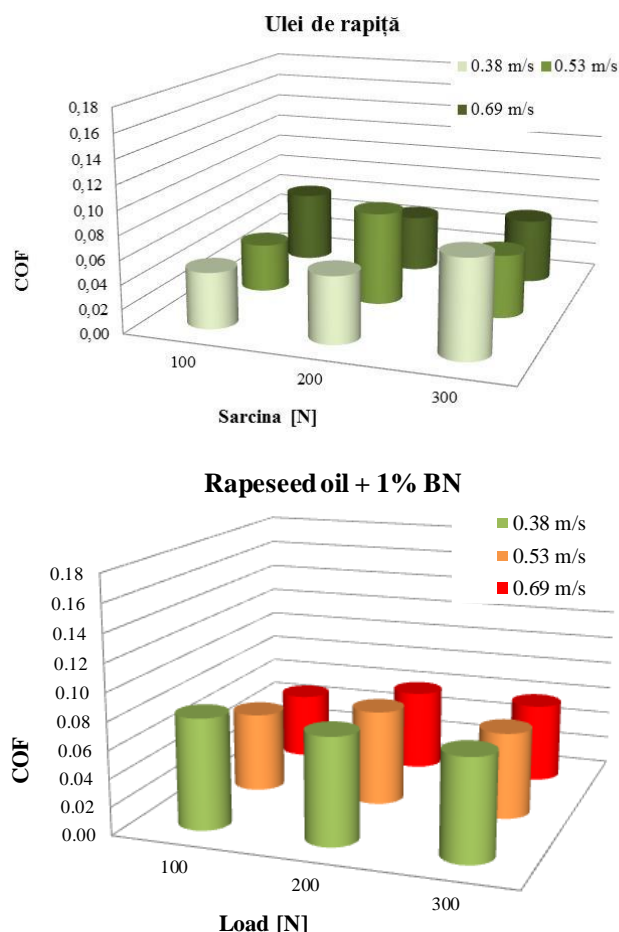 Ulei de rapiță
0.38 m/s 0.53 m/s
0.69 m/s
0,18
0,16
0,14
0,12
0,10
0,08
0,06
0,04
0,02
0,00
COF
100
200
300
Sarcina [N]
Rapeseed oil + 1% BN
0.38 m/s
0.53 m/s
0.69 m/s
0.18
0.16
0.14
0.12
0.10
0.08
0.06
0.04
0.02
0.00
COF
100
200
300
Load [N]